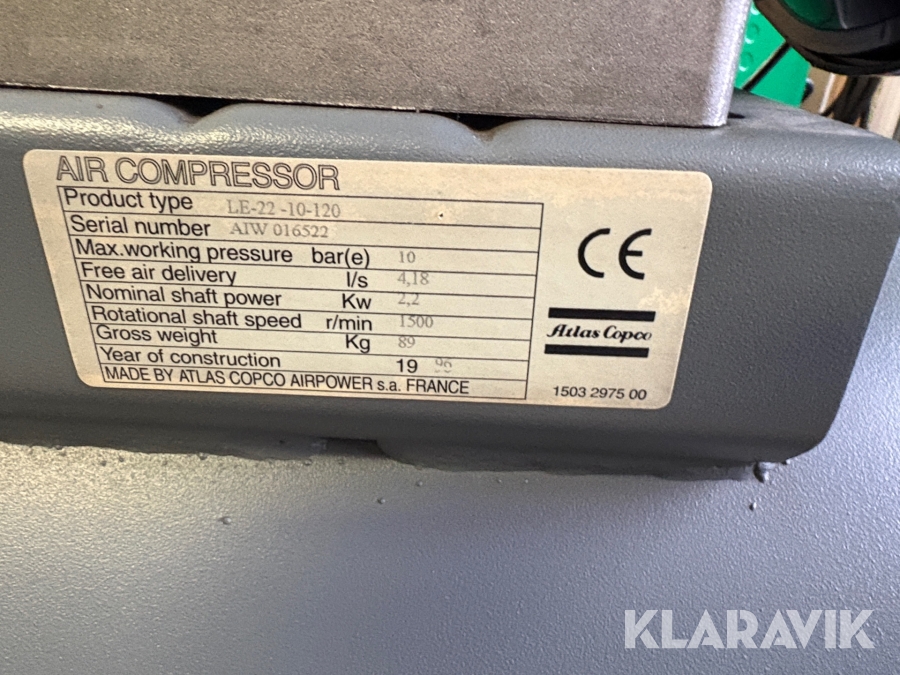 AIR COMPRESSOR
Product type LE-22 -10-120
Serial number AIW 016522
Max.working pressure bar(e) 10
Free air delivery l/s 4,18
Nominal shaft power Kw 2,2
Rotational shaft speed r/min 1500
Gross weight Kg 89
Year of construction 19 96
MADE BY ATLAS COPCO AIRPOWER s.a. FRANCE
CE
Atlas Copco
1503 2975 00
KLARAVIK